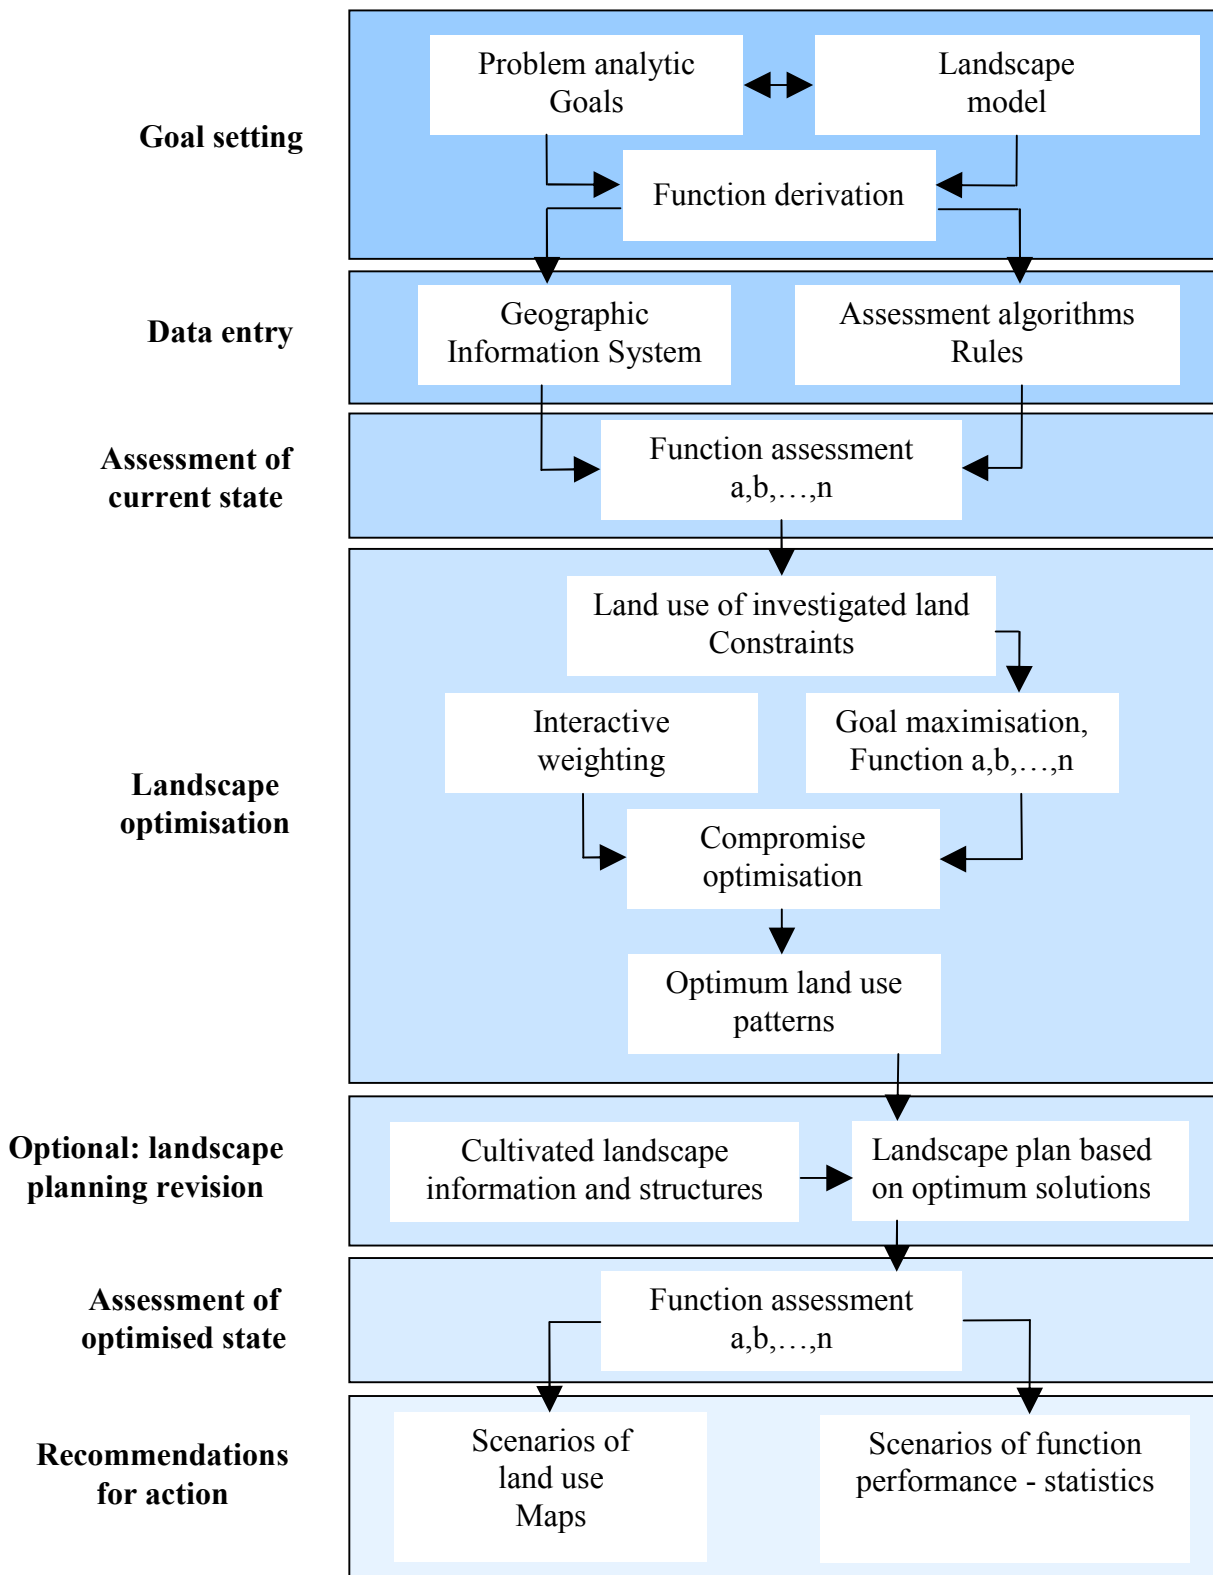 Goal setting
Problem analytic
Goals
Landscape
model
Function derivation
Data entry
Geographic
Information System
Assessment algorithms
Rules
Assessment of
current state
Function assessment
a,b,…,n
Landscape
optimisation
Land use of investigated land
Constraints
Interactive
weighting
Goal maximisation,
Function a,b,…,n
Compromise
optimisation
Optimum land use
patterns
Optional: landscape
planning revision
Cultivated landscape
information and structures
Landscape plan based
on optimum solutions
Assessment of
optimised state
Function assessment
a,b,…,n
Recommendations
for action
Scenarios of
land use
Maps
Scenarios of function
performance - statistics